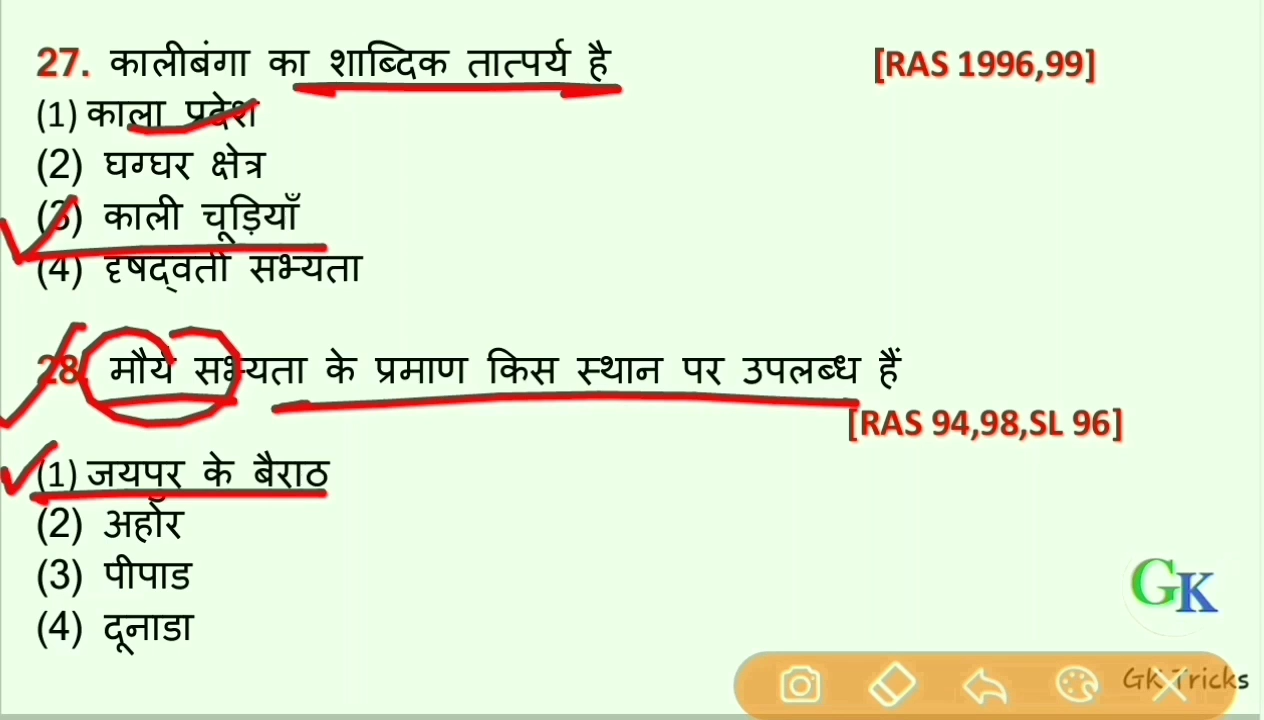 27. कालीबंगा का शाब्दिक तात्पर्य है [RAS 1996,99]
(1) काला प्रदेश
(2) घग्घर क्षेत्र
(3) काली चूड़ियाँ
(4) दृषद्वती सभ्यता
28. मौर्य सभ्यता के प्रमाण किस स्थान पर उपलब्ध हैं
[RAS 94,98,SL 96]
(1) जयपुर के बैराठ
(2) अहोर
(3) पीपाड
(4) दूनाडा
GK
GK Tricks